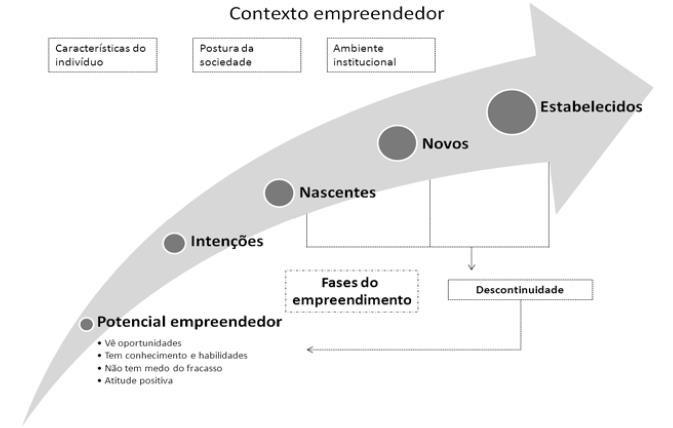 Contexto empreendedor
Características do
indivíduo
Postura da
sociedade
Ambiente
institucional
Estabelecidos
Novos
Nascentes
Intenções
Fases do
empreendimento
Descontinuidade
Potencial empreendedor
• Vê oportunidades
• Tem conhecimento e habilidades
• Não tem medo do fracasso
• Atitude positiva